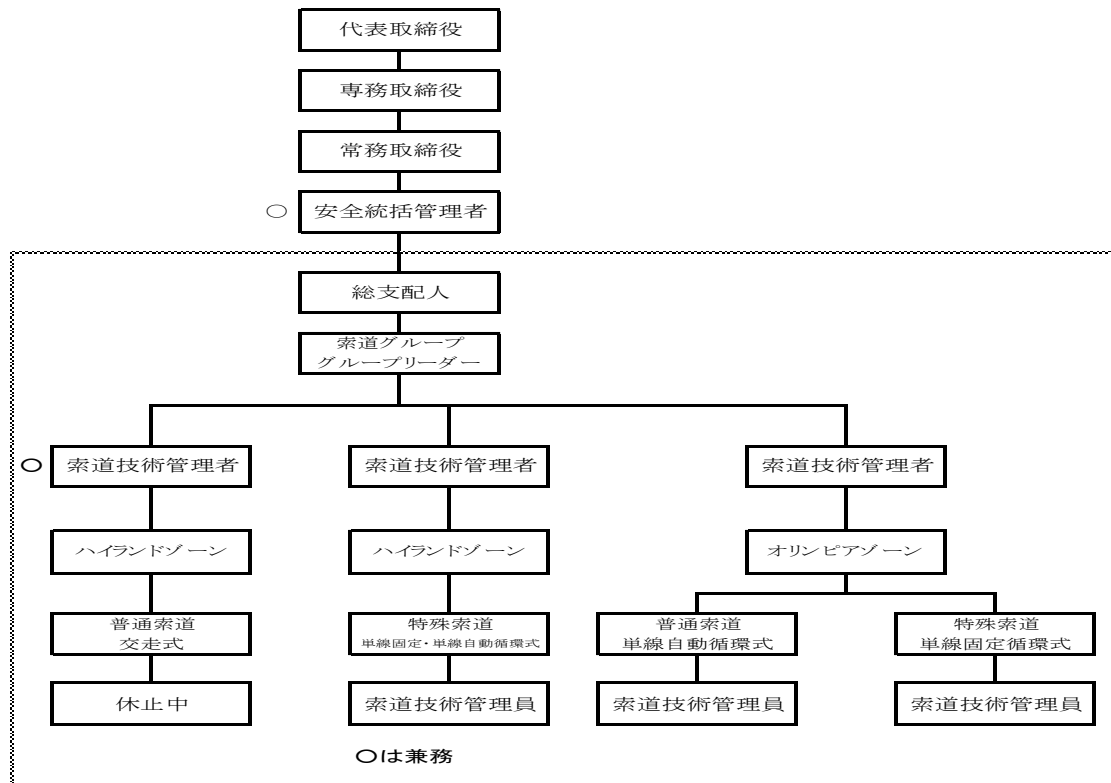 代表取締役
専務取締役
常務取締役
○ 安全統括管理者
総支配人
索道グループ
グループリーダー
○ 索道技術管理者
索道技術管理者
索道技術管理者
ハイランドゾーン
ハイランドゾーン
オリンピアゾーン
普通索道
交走式
特殊索道
単線固定・単線自動循環式
普通索道
単線自動循環式
特殊索道
単線固定循環式
休止中
索道技術管理員
索道技術管理員
索道技術管理員
○は兼務